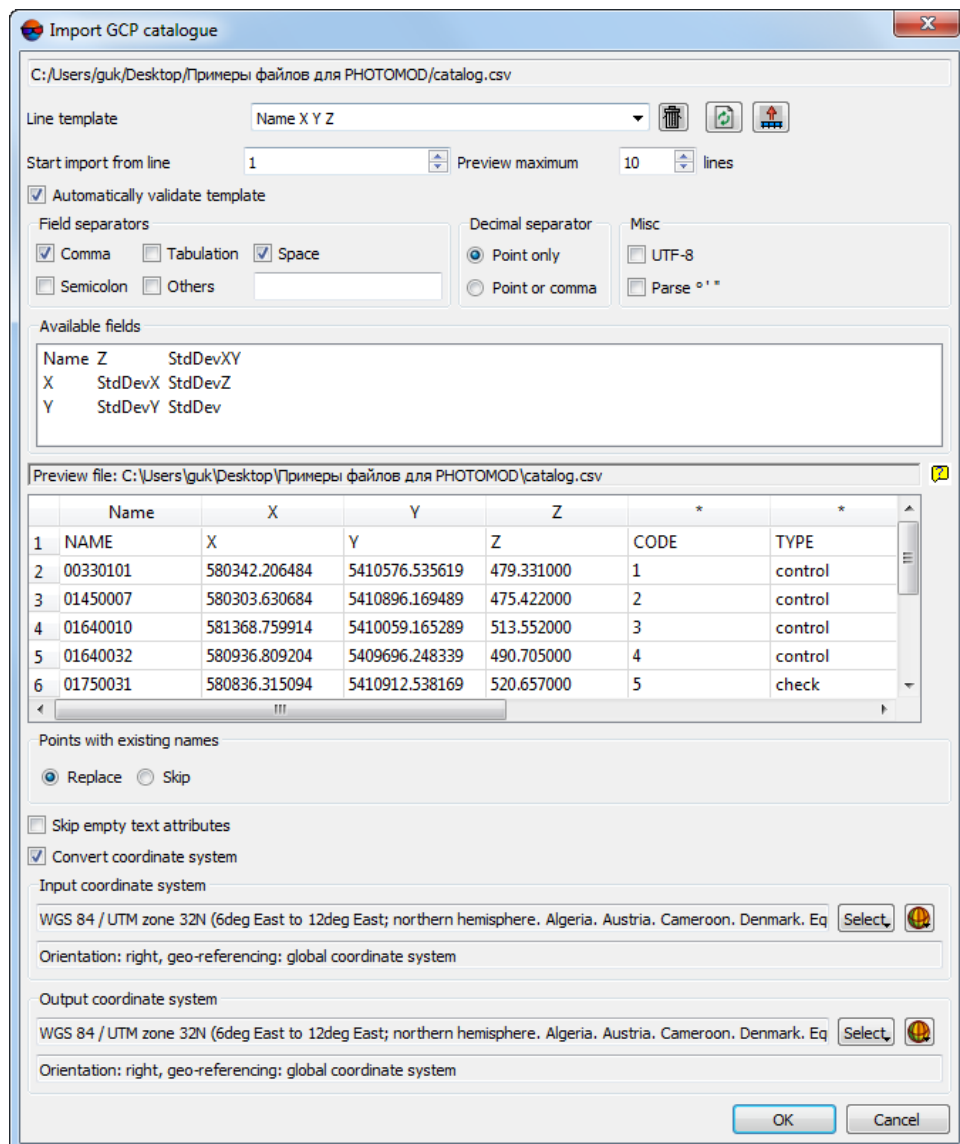 Import GCP catalogue
C:/Users/guk/Desktop/Примеры файлов для PHOTOMOD/catalog.csv
Line template Name X Y Z
Start import from line 1 Preview maximum 10 lines
Automatically validate template
Field separators Decimal separator Misc
Comma Tabulation Space Point only UTF-8
Semicolon Others Point or comma Parse ° ' "
Available fields
Name Z StdDevXY
X StdDevX StdDevZ
Y StdDevY StdDev
Preview file: C:\Users\guk\Desktop\Примеры файлов для PHOTOMOD\catalog.csv
Name X Y Z * *
1 NAME X Y Z CODE TYPE
2 00330101 580342.206484 5410576.535619 479.331000 1 control
3 01450007 580303.630684 5410896.169489 475.422000 2 control
4 01640010 581368.759914 5410059.165289 513.552000 3 control
5 01640032 580936.809204 5409696.248339 490.705000 4 control
6 01750031 580836.315094 5410912.538169 520.657000 5 check
Points with existing names
Replace Skip
Skip empty text attributes
Convert coordinate system
Input coordinate system
WGS 84 / UTM zone 32N (6deg East to 12deg East; northern hemisphere. Algeria. Austria. Cameroon. Denmark. Eq Select
Orientation: right, geo-referencing: global coordinate system
Output coordinate system
WGS 84 / UTM zone 32N (6deg East to 12deg East; northern hemisphere. Algeria. Austria. Cameroon. Denmark. Eq Select
Orientation: right, geo-referencing: global coordinate system
OK Cancel